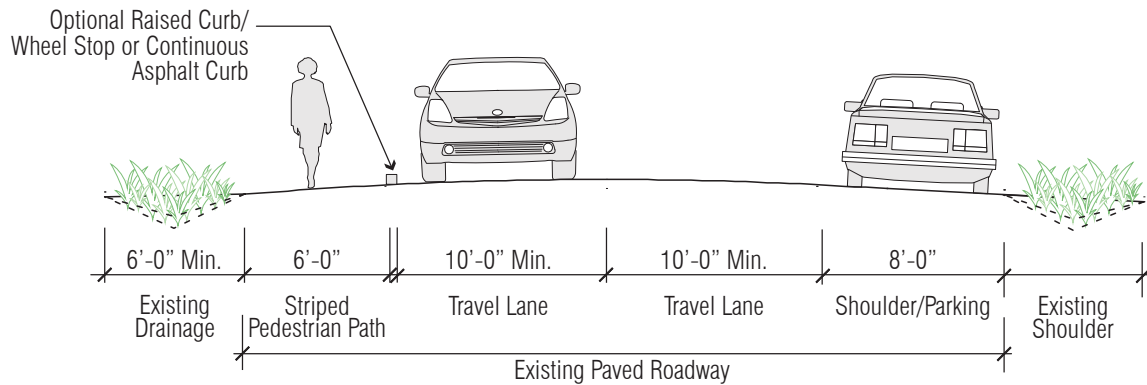 Optional Raised Curb/
Wheel Stop or Continuous
Asphalt Curb
6’-0” Min.
6’-0”
10’-0” Min.
10’-0” Min.
8’-0”
Existing
Drainage
Striped
Pedestrian Path
Travel Lane
Travel Lane
Shoulder/Parking
Existing
Shoulder
Existing Paved Roadway